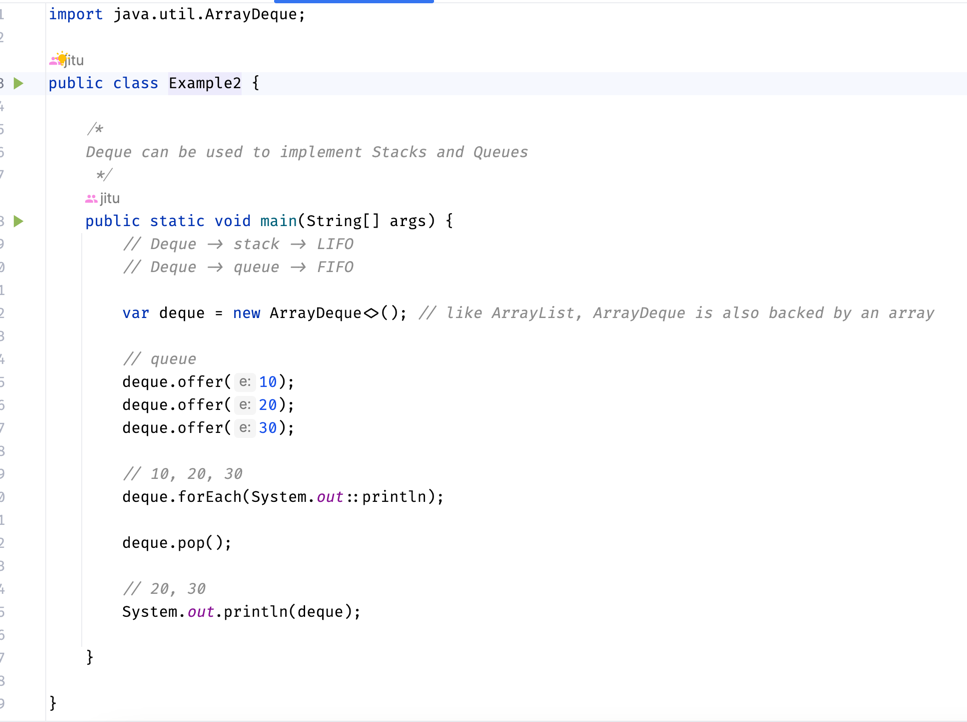 import java.util.ArrayDeque;
jitu
public class Example2 {
/*
Deque can be used to implement Stacks and Queues
*/
jitu
public static void main(String[] args) {
// Deque -> stack -> LIFO
// Deque -> queue -> FIFO
var deque = new ArrayDeque<>(); // like ArrayList, ArrayDeque is also backed by an array
// queue
deque.offer( e: 10);
deque.offer( e: 20);
deque.offer( e: 30);
// 10, 20, 30
deque.forEach(System.out::println);
deque.pop();
// 20, 30
System.out.println(deque);
}
}